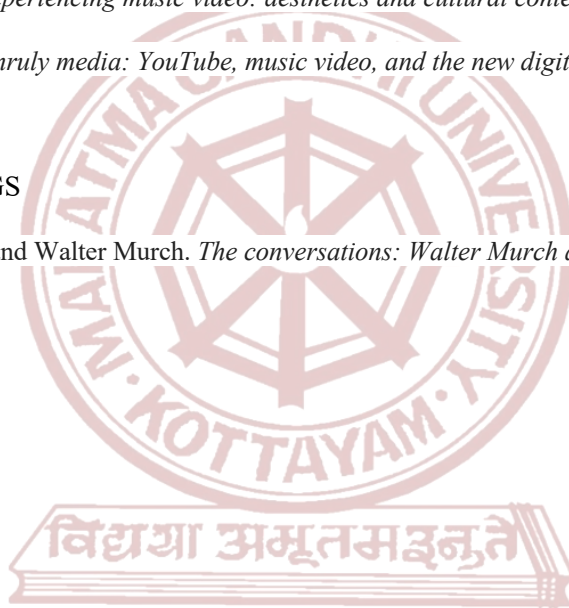 periencing music video: aesthetics and cultural conte
nruly media: YouTube, music video, and the new digit
GS
nd Walter Murch. The conversations: Walter Murch a
MAHATMA GANDHI UNIVERSITY
• KOTTAYAM •
विद्यया अमृतमश्नुते